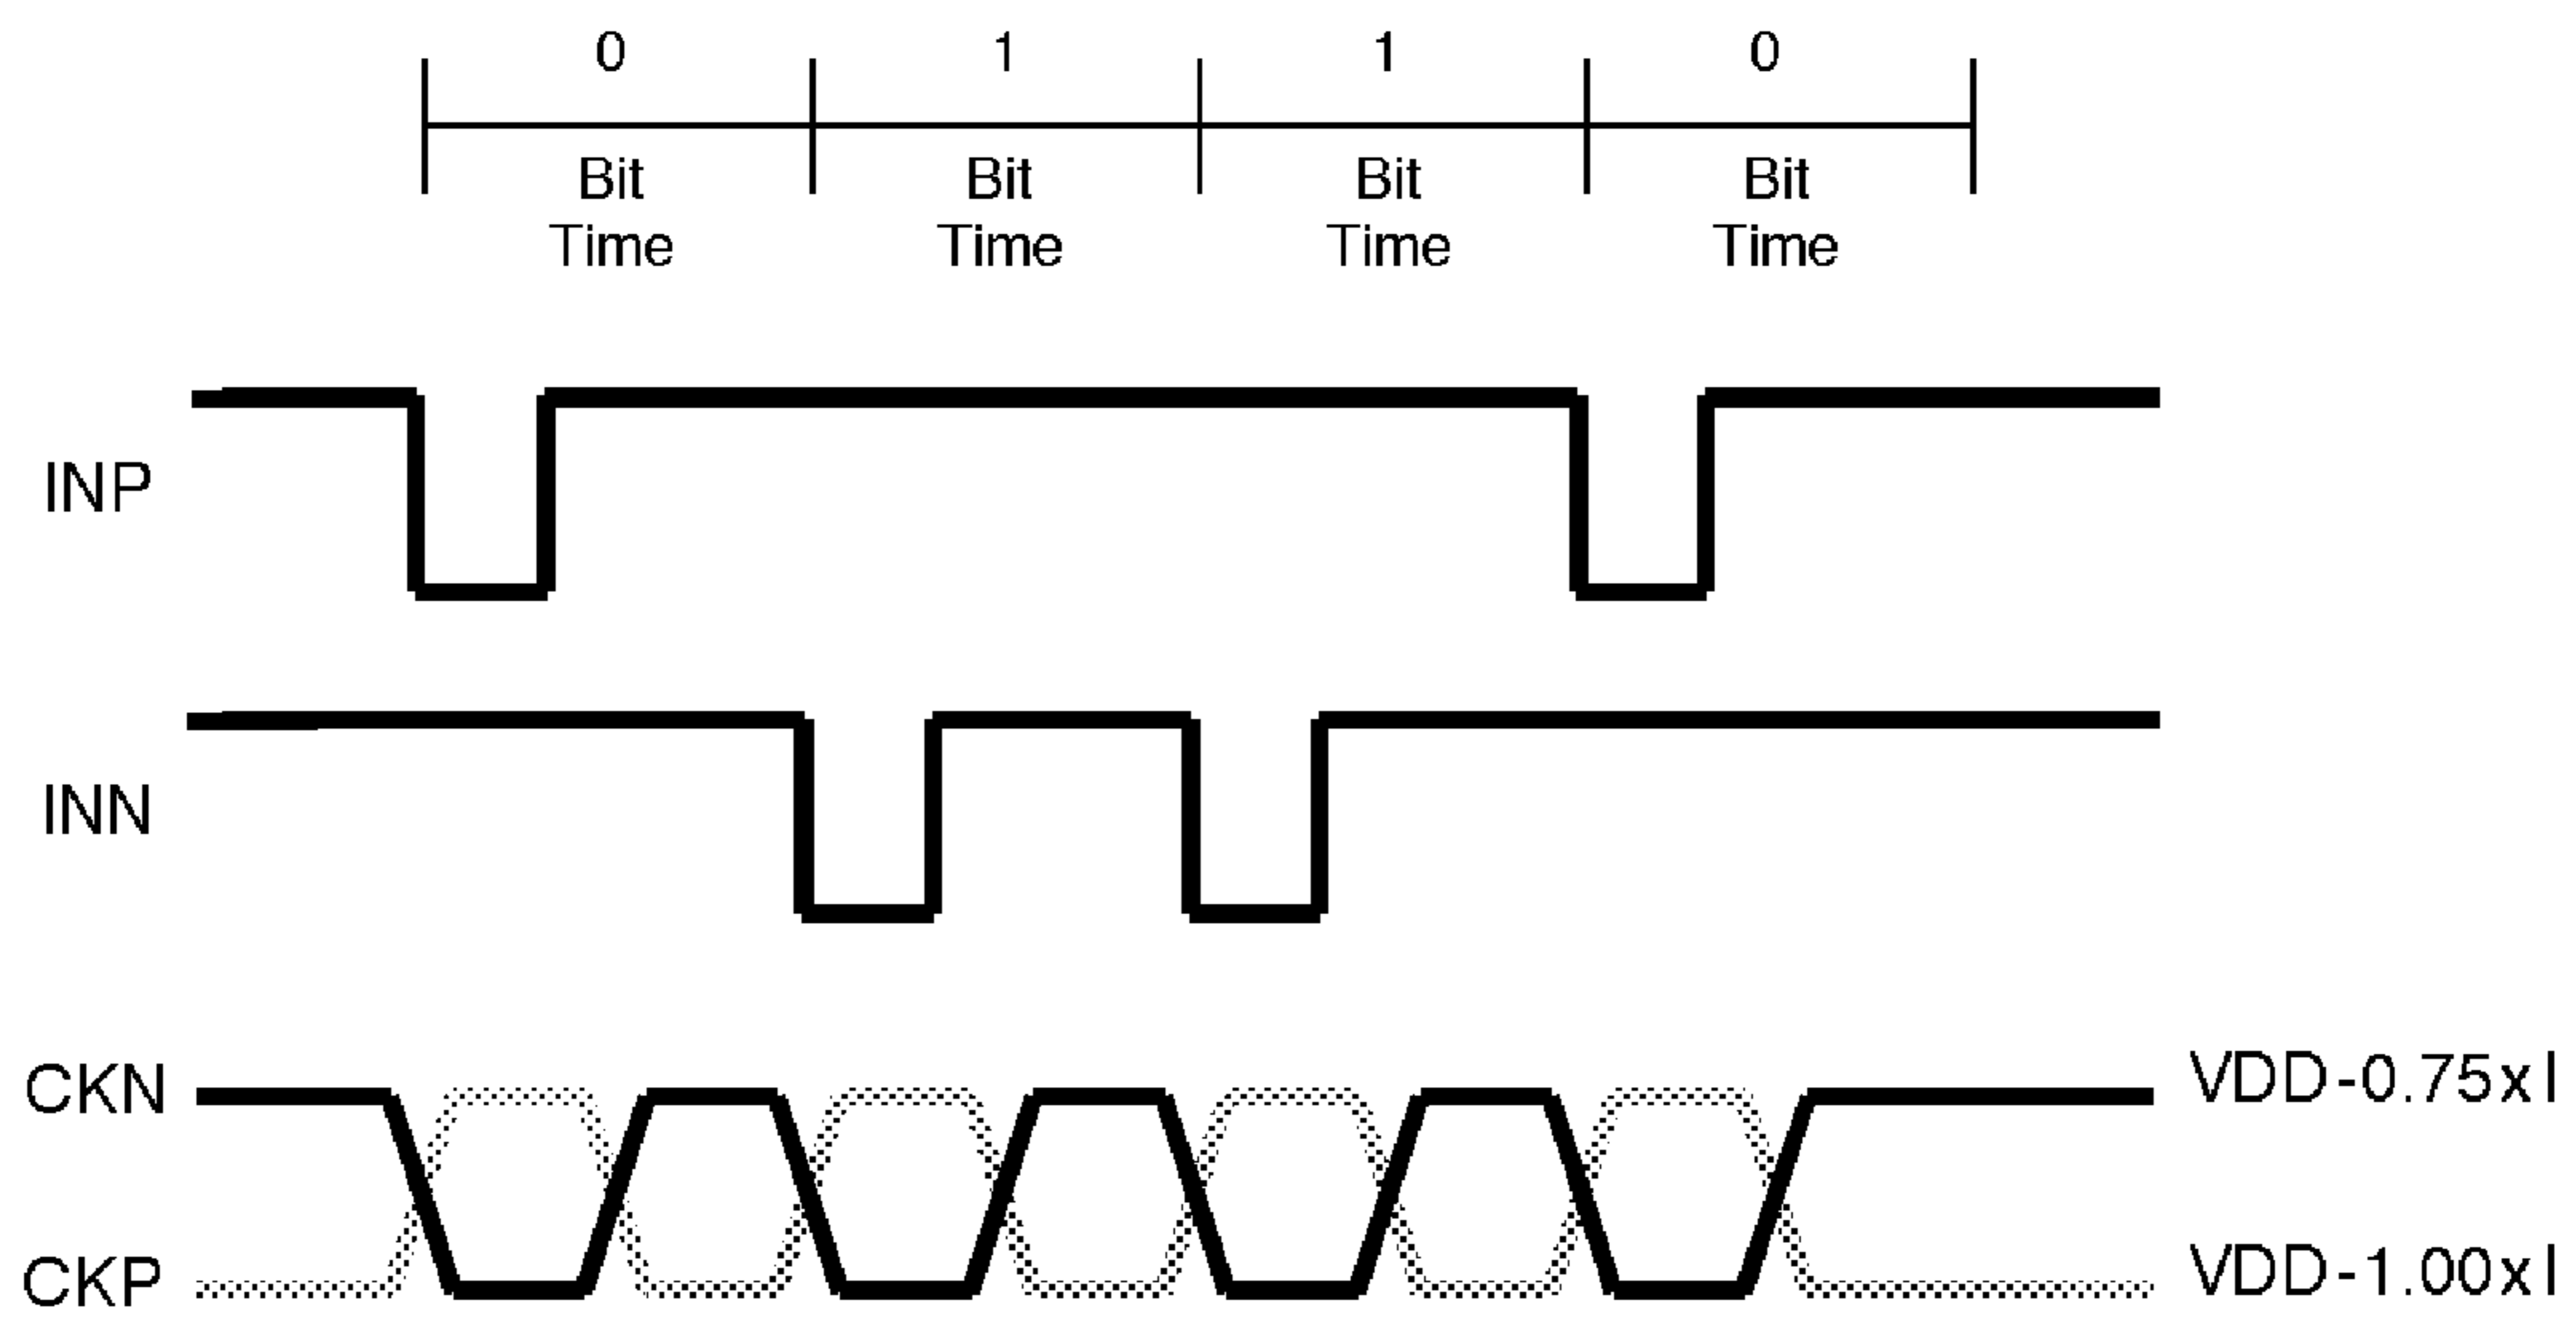 0 1 1 0
Bit Bit Bit Bit
Time Time Time Time
INP
INN
CKN VDD-0.75xI
CKP VDD-1.00xI